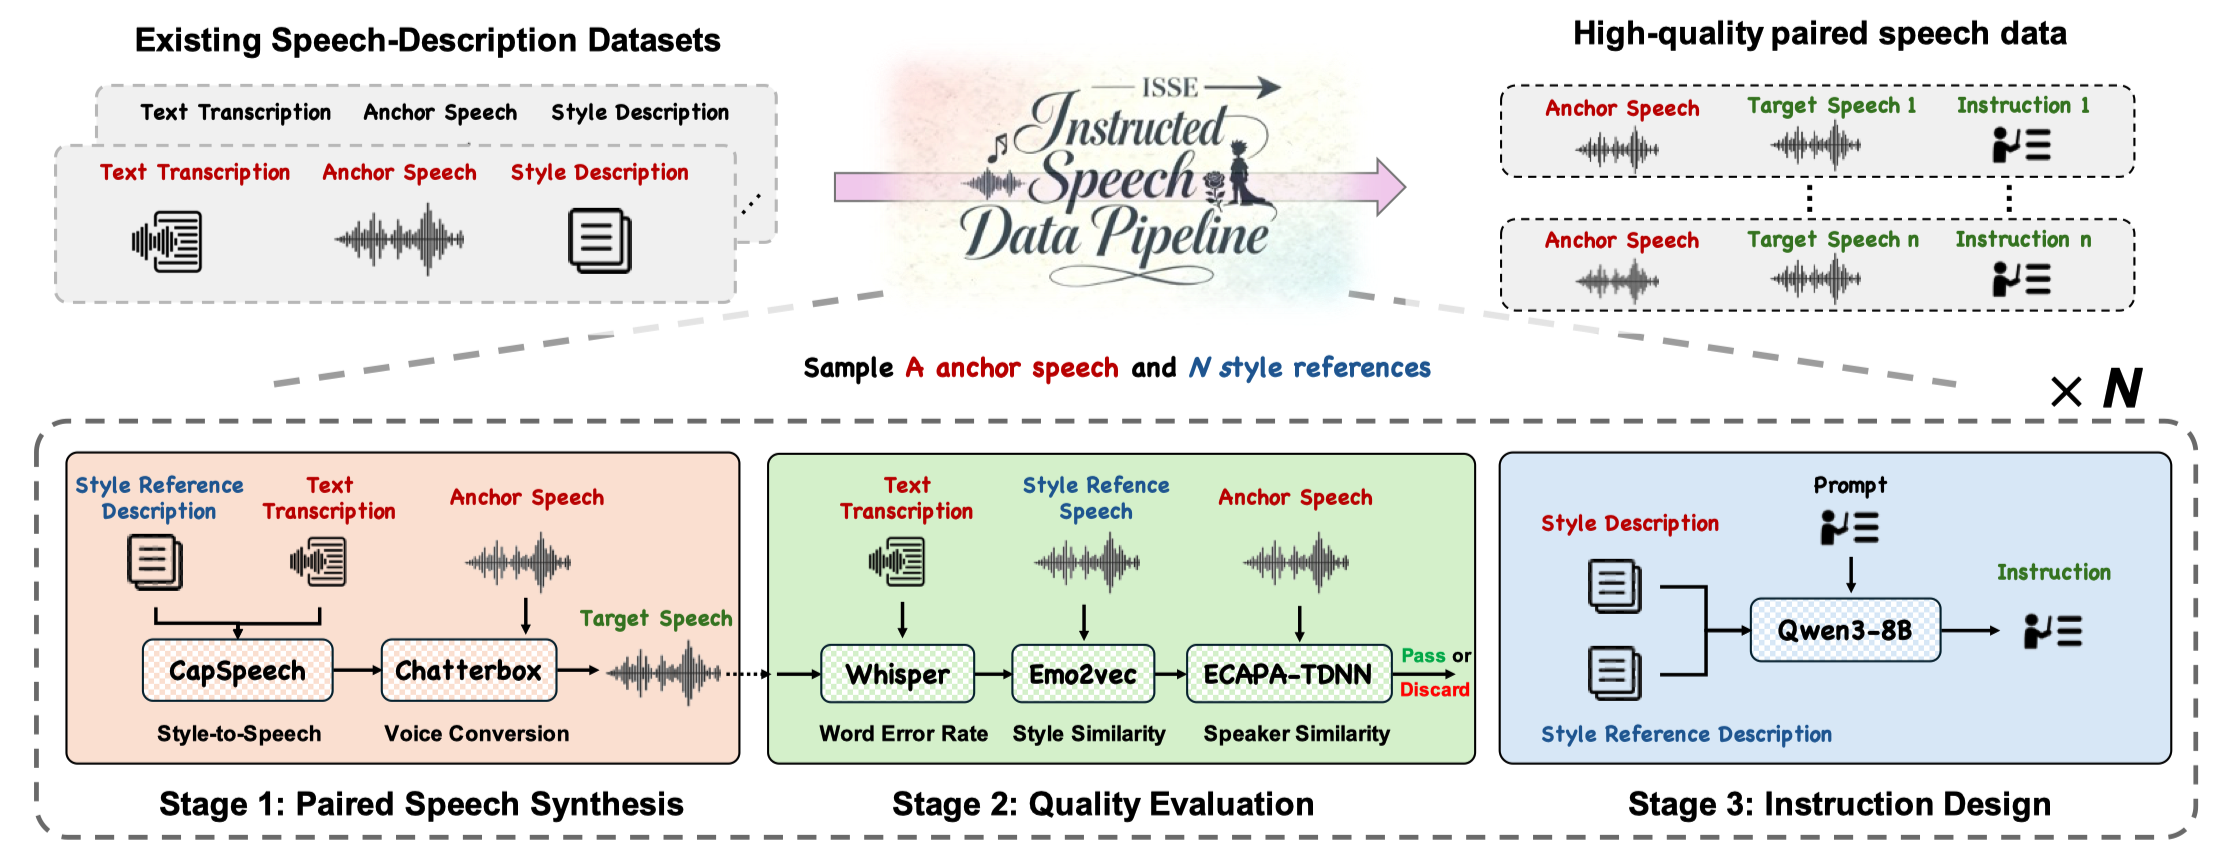 Existing Speech-Description Datasets
Text Transcription Anchor Speech Style Description
Text Transcription Anchor Speech Style Description
ISSE
Instructed
Speech
Data Pipeline
High-quality paired speech data
Anchor Speech Target Speech 1 Instruction 1
Anchor Speech Target Speech n Instruction n
Sample A anchor speech and N style references
× N
Style Reference
Description
Text
Transcription
Anchor Speech
Target Speech
CapSpeech
Chatterbox
Style-to-Speech
Voice Conversion
Stage 1: Paired Speech Synthesis
Text
Transcription
Style Refence
Speech
Anchor Speech
Whisper
Emo2vec
ECAPA-TDNN
Pass or
Discard
Word Error Rate
Style Similarity
Speaker Similarity
Stage 2: Quality Evaluation
Prompt
Style Description
Instruction
Qwen3-8B
Style Reference Description
Stage 3: Instruction Design